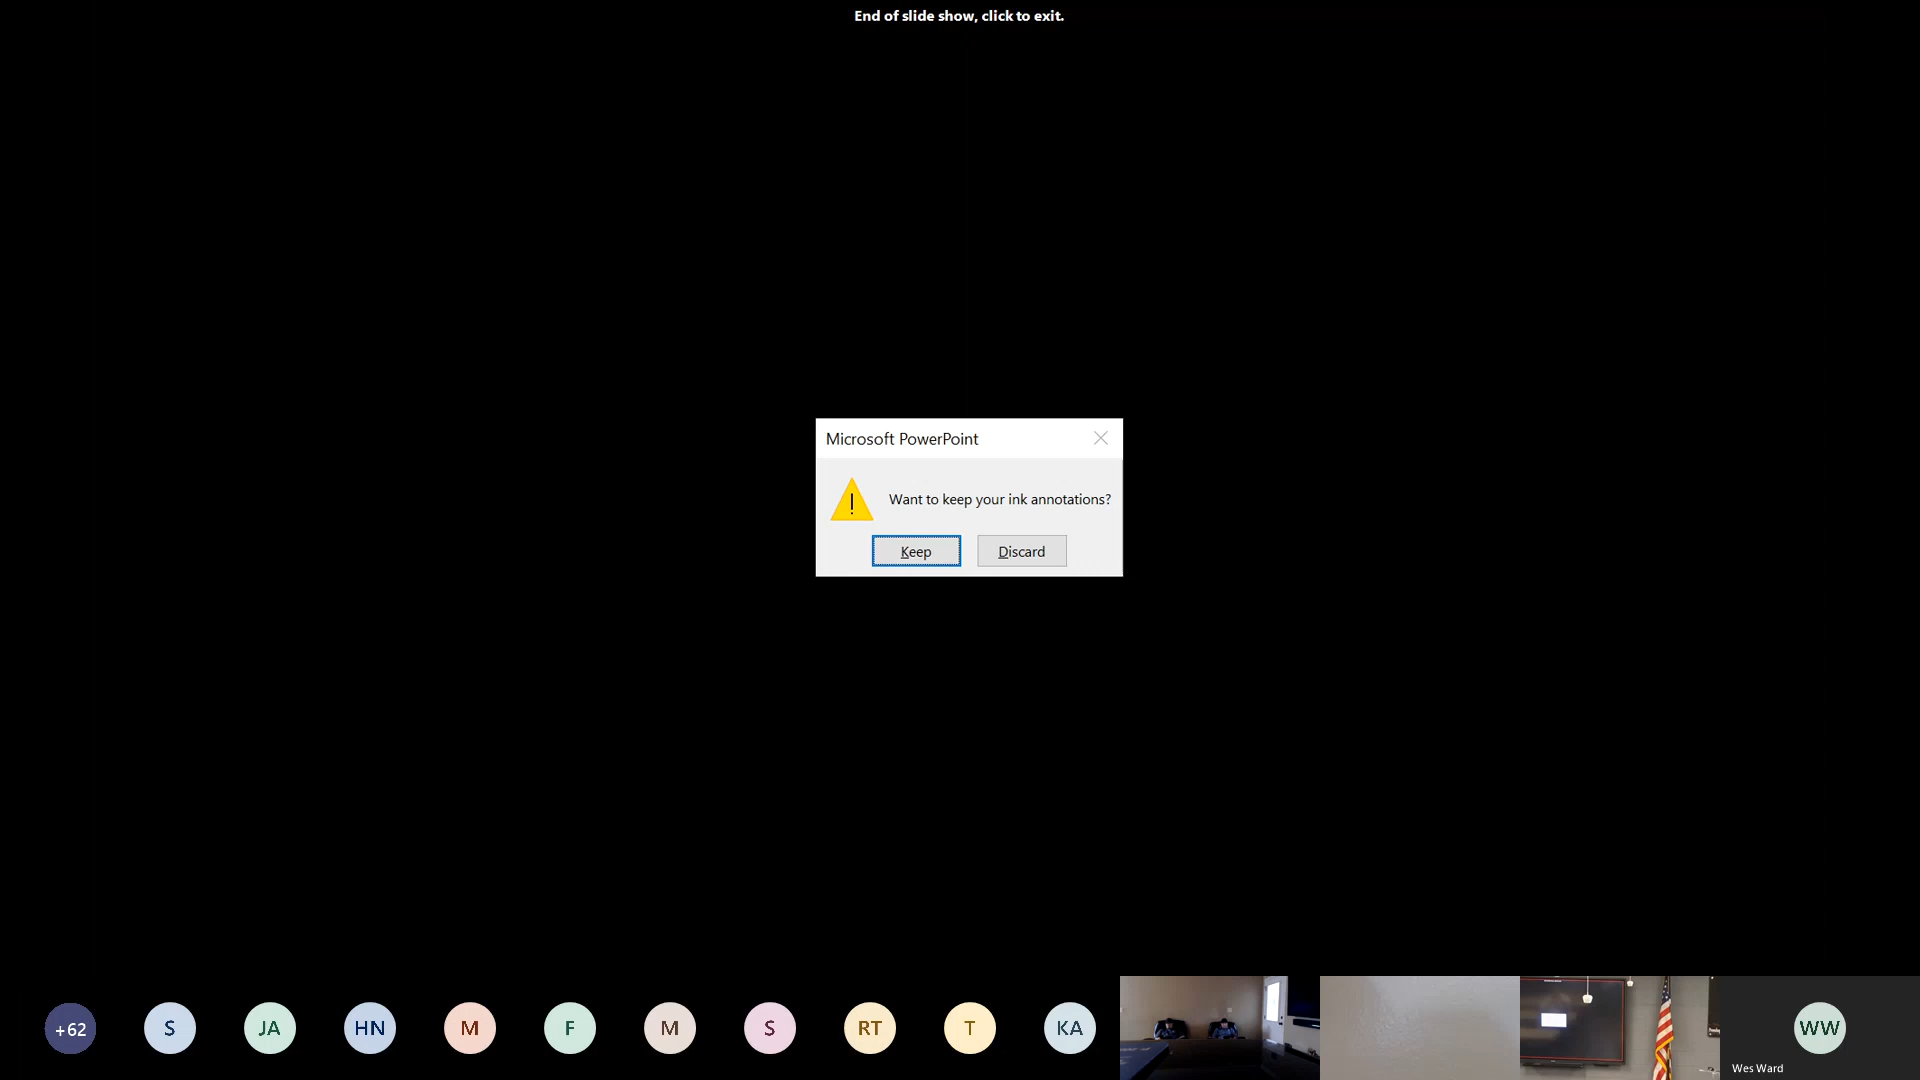 End of slide show, click to exit.
Microsoft PowerPoint
Want to keep your ink annotations?
Keep
Discard
+62
S
JA
HN
M
F
M
S
RT
T
KA
WW
Wes Ward